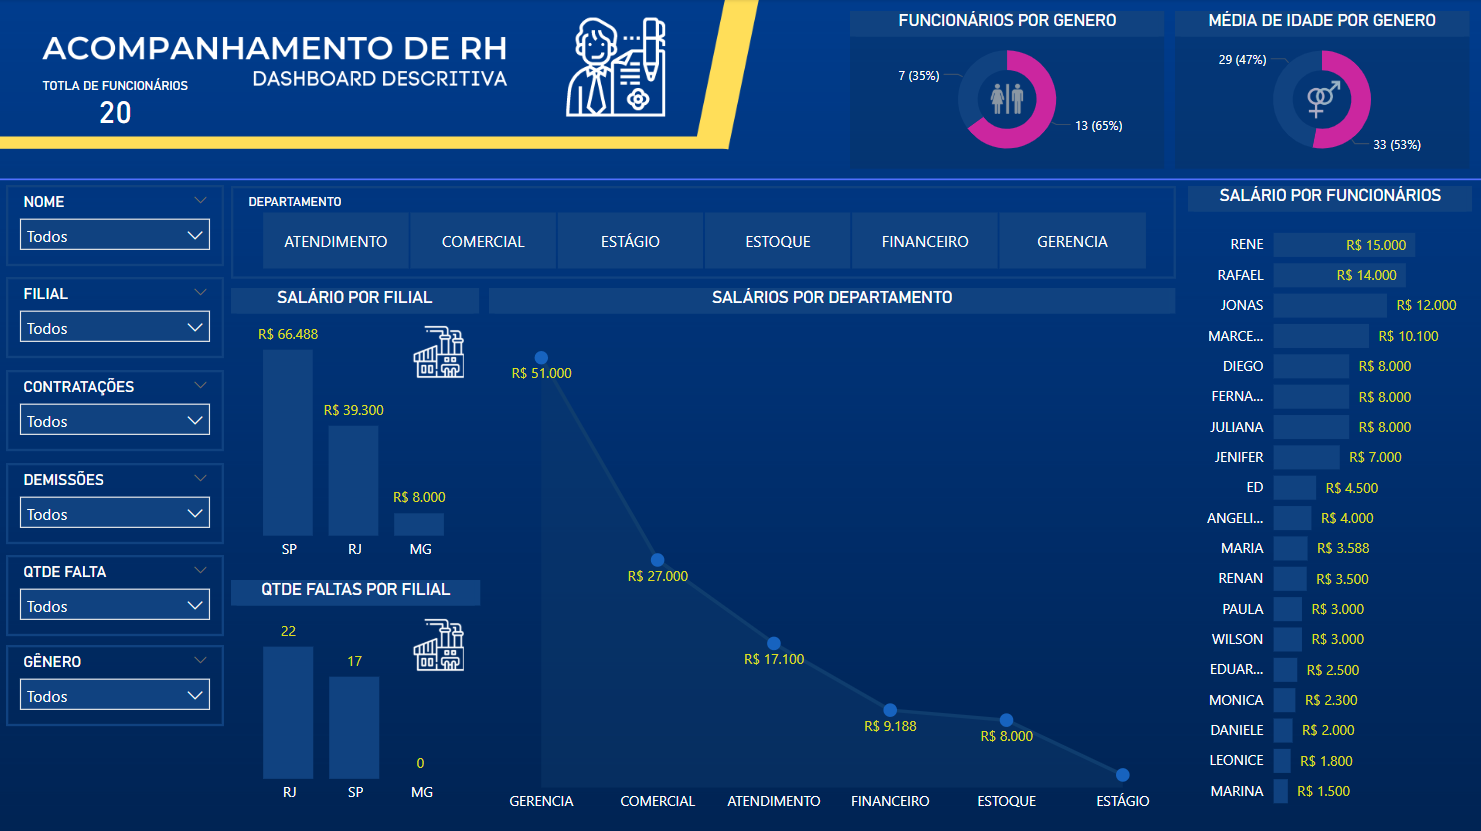 ACOMPANHAMENTO DE RH
DASHBOARD DESCRITIVA
TOTLA DE FUNCIONÁRIOS
20
FUNCIONÁRIOS POR GENERO
7 (35%)
13 (65%)
MÉDIA DE IDADE POR GENERO
29 (47%)
33 (53%)
NOME
Todos
FILIAL
Todos
CONTRATAÇÕES
Todos
DEMISSÕES
Todos
QTDE FALTA
Todos
GÊNERO
Todos
DEPARTAMENTO
ATENDIMENTO
COMERCIAL
ESTÁGIO
ESTOQUE
FINANCEIRO
GERENCIA
SALÁRIO POR FILIAL
R$ 66.488
R$ 39.300
R$ 8.000
SP
RJ
MG
QTDE FALTAS POR FILIAL
22
17
0
RJ
SP
MG
SALÁRIOS POR DEPARTAMENTO
R$ 51.000
R$ 27.000
R$ 17.100
R$ 9.188
R$ 8.000
GERENCIA
COMERCIAL
ATENDIMENTO
FINANCEIRO
ESTOQUE
ESTÁGIO
SALÁRIO POR FUNCIONÁRIOS
RENE R$ 15.000
RAFAEL R$ 14.000
JONAS R$ 12.000
MARCE... R$ 10.100
DIEGO R$ 8.000
FERNA... R$ 8.000
JULIANA R$ 8.000
JENIFER R$ 7.000
ED R$ 4.500
ANGELI... R$ 4.000
MARIA R$ 3.588
RENAN R$ 3.500
PAULA R$ 3.000
WILSON R$ 3.000
EDUAR... R$ 2.500
MONICA R$ 2.300
DANIELE R$ 2.000
LEONICE R$ 1.800
MARINA R$ 1.500